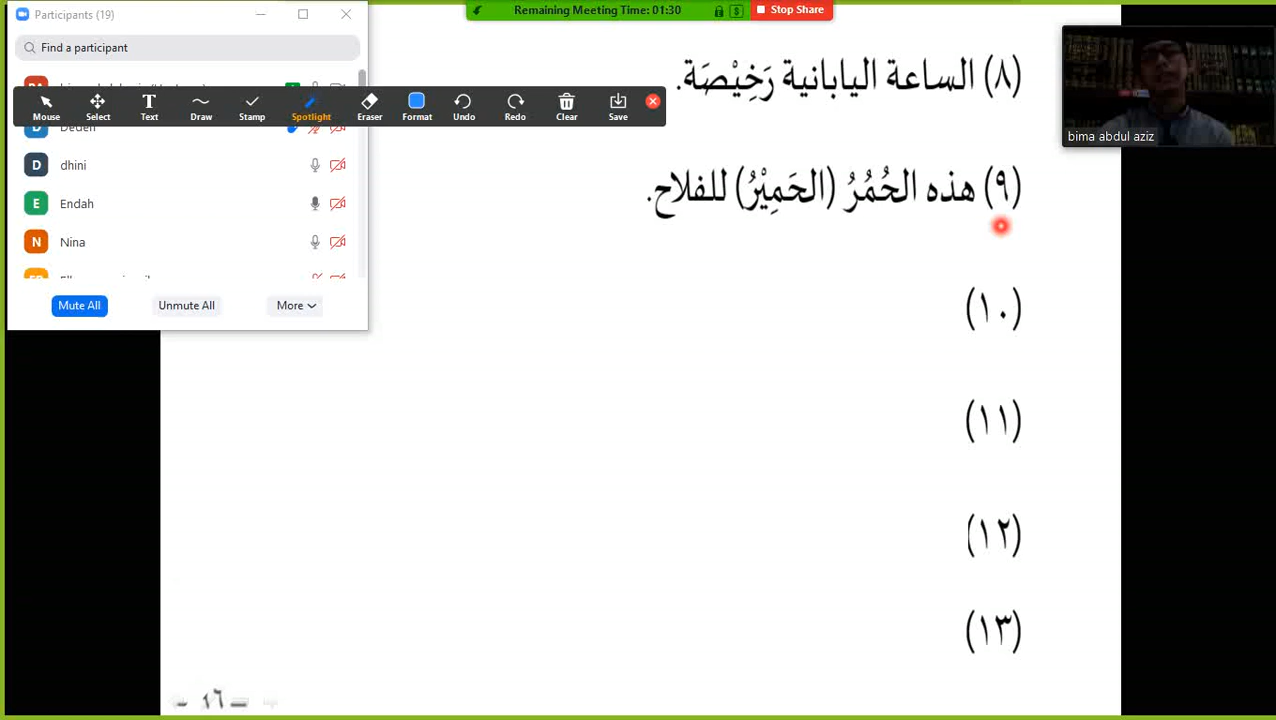 Participants (19)
Remaining Meeting Time: 01:30
Stop Share
Find a participant
Mouse
Select
Text
Draw
Stamp
Spotlight
Eraser
Format
Undo
Redo
Clear
Save
Deden
D dhini
E Endah
N Nina
Mute All
Unmute All
More
bima abdul aziz
(٨) الساعة اليابانية رَخِيْصَة.
(٩) هذه الحُمُرُ (الحَمِيْرُ) للفلاح.
(١٠)
(١١)
(١٢)
(١٣)
١٦